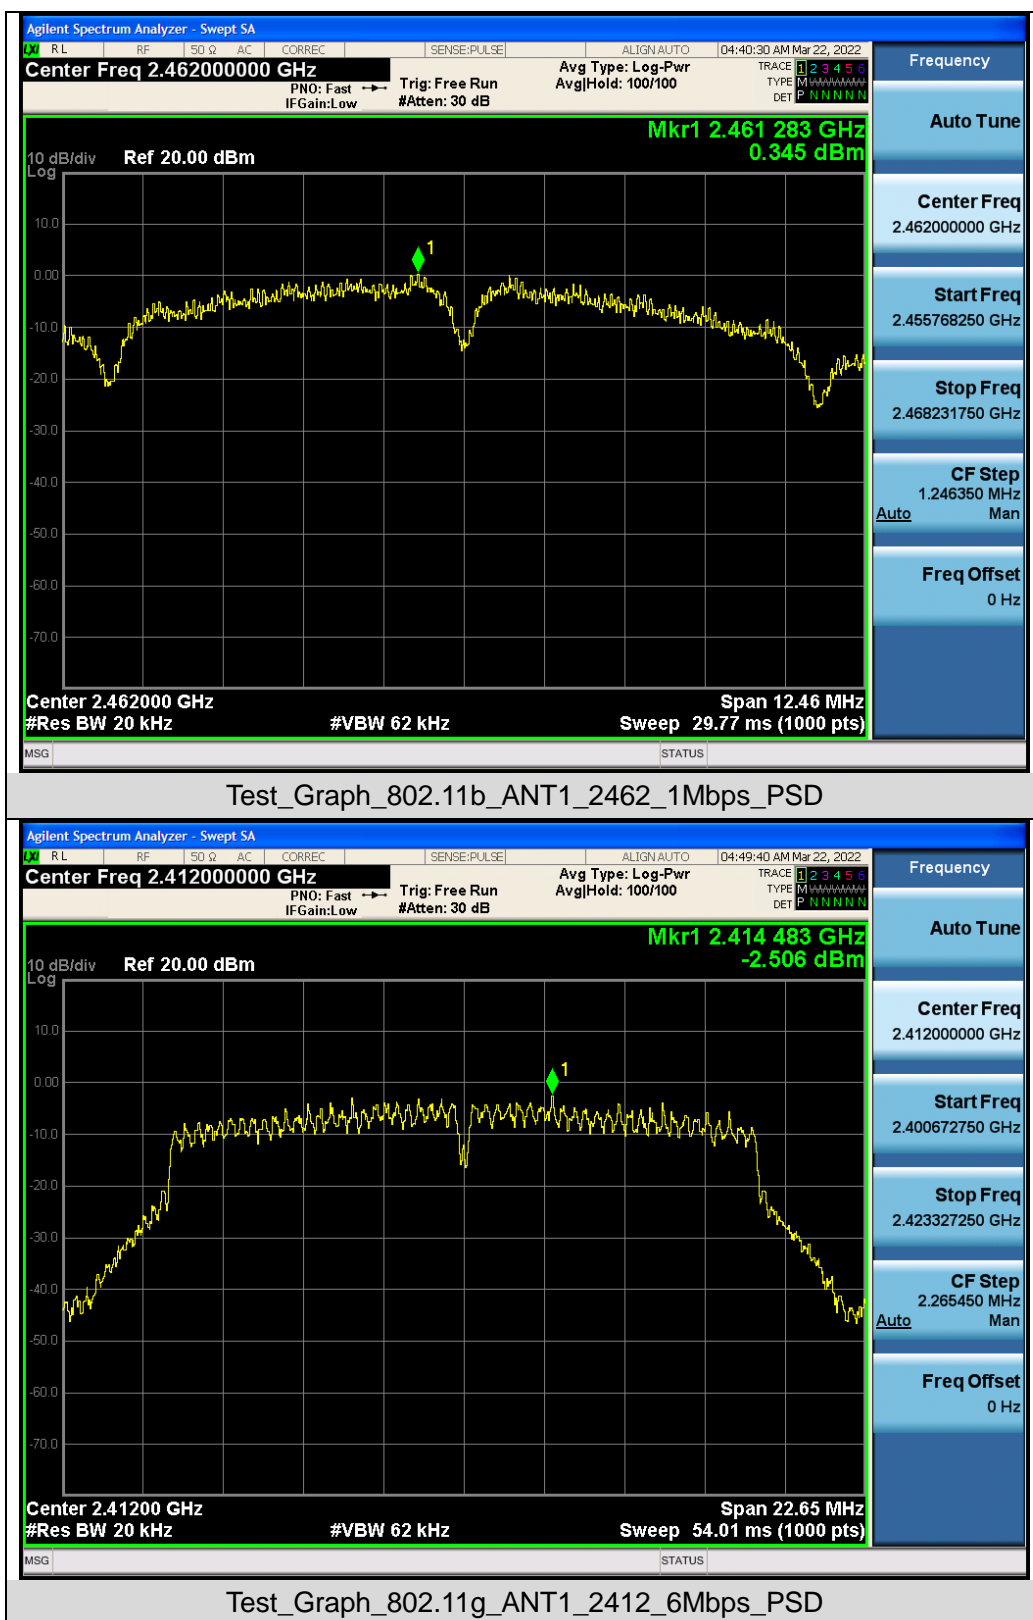 Agilent Spectrum Analyzer - Swept SA
LXI RL RF 50 Ω AC CORREC SENSE:PULSE ALIGN AUTO 04:40:30 AM Mar 22, 2022
Center Freq 2.462000000 GHz
PNO: Fast
IFGain:Low
Trig: Free Run
#Atten: 30 dB
Avg Type: Log-Pwr
Avg|Hold: 100/100
TRACE 1 2 3 4 5 6
TYPE M WWWWW
DET P N N N N N
Mkr1 2.461 283 GHz
0.345 dBm
10 dB/div Ref 20.00 dBm
Log
10.0
0.00
-10.0
-20.0
-30.0
-40.0
-50.0
-60.0
-70.0
1
Center 2.462000 GHz Span 12.46 MHz
#Res BW 20 kHz #VBW 62 kHz Sweep 29.77 ms (1000 pts)
MSG STATUS
Frequency
Auto Tune
Center Freq
2.462000000 GHz
Start Freq
2.455768250 GHz
Stop Freq
2.468231750 GHz
CF Step
1.246350 MHz
Auto Man
Freq Offset
0 Hz
Test_Graph_802.11b_ANT1_2462_1Mbps_PSD
Agilent Spectrum Analyzer - Swept SA
LXI RL RF 50 Ω AC CORREC SENSE:PULSE ALIGN AUTO 04:49:40 AM Mar 22, 2022
Center Freq 2.412000000 GHz
PNO: Fast
IFGain:Low
Trig: Free Run
#Atten: 30 dB
Avg Type: Log-Pwr
Avg|Hold: 100/100
TRACE 1 2 3 4 5 6
TYPE M WWWWW
DET P N N N N N
Mkr1 2.414 483 GHz
-2.506 dBm
10 dB/div Ref 20.00 dBm
Log
10.0
0.00
-10.0
-20.0
-30.0
-40.0
-50.0
-60.0
-70.0
1
Center 2.41200 GHz Span 22.65 MHz
#Res BW 20 kHz #VBW 62 kHz Sweep 54.01 ms (1000 pts)
MSG STATUS
Frequency
Auto Tune
Center Freq
2.412000000 GHz
Start Freq
2.400672750 GHz
Stop Freq
2.423327250 GHz
CF Step
2.265450 MHz
Auto Man
Freq Offset
0 Hz
Test_Graph_802.11g_ANT1_2412_6Mbps_PSD